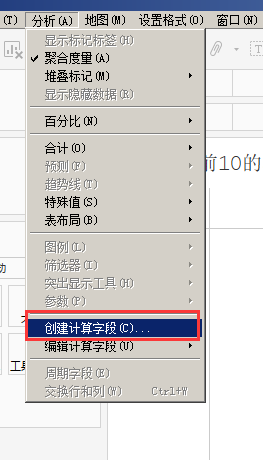 (T) 分析(A) 地图(M) 设置格式(O) 窗口(N)
显示标记标签(H)
✓ 聚合度量(A)
堆叠标记(M)
显示隐藏数据(R)
百分比(N)
合计(O)
预测(F)
趋势线(T)
特殊值(S)
表布局(B)
图例(L)
筛选器(I)
突出显示工具(H)
参数(P)
创建计算字段(C)...
编辑计算字段(U)
周期字段(E)
交换行和列(W) Ctrl+W
前10的
动
工具